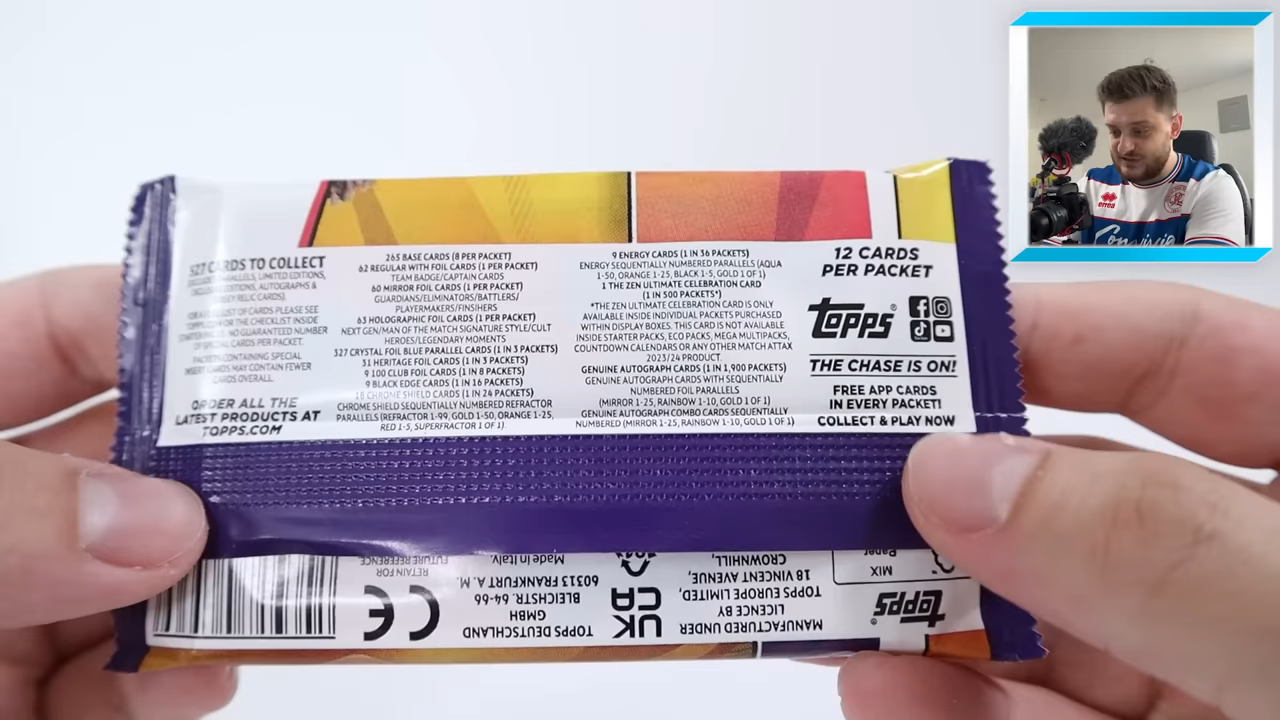 527 CARDS TO COLLECT
ORDER ALL THE
LATEST PRODUCTS AT
TOPPS.COM
265 BASE CARDS (8 PER PACKET)
62 REGULAR WITH FOIL CARDS (1 PER PACKET)
TEAM BADGE/CAPTAIN CARDS
60 MIRROR FOIL CARDS (1 PER PACKET)
GUARDIANS/ELIMINATORS/BATTLERS/
PLAYERMAKERS/FINSIHERS
63 HOLOGRAPHIC FOIL CARDS (1 PER PACKET)
NEXT GEN/MAN OF THE MATCH SIGNATURE STYLE/CULT
HEROES/LEGENDARY MOMENTS
327 CRYSTAL FOIL BLUE PARALLEL CARDS (1 IN 3 PACKETS)
31 HERITAGE FOIL CARDS (1 IN 3 PACKETS)
9 100 CLUB FOIL CARDS (1 IN 8 PACKETS)
9 BLACK EDGE CARDS (1 IN 16 PACKETS)
18 CHROME SHIELD CARDS (1 IN 24 PACKETS)
CHROME SHIELD SEQUENTIALLY NUMBERED REFRACTOR
PARALLELS (REFRACTOR 1-99, GOLD 1-50, ORANGE 1-25,
RED 1-5, SUPERFRACTOR 1 OF 1).
9 ENERGY CARDS (1 IN 36 PACKETS)
ENERGY SEQUENTIALLY NUMBERED PARALLELS (AQUA
1-50, ORANGE 1-25, BLACK 1-5, GOLD 1 OF 1)
1 THE ZEN ULTIMATE CELEBRATION CARD
(1 IN 500 PACKETS*)
*THE ZEN ULTIMATE CELEBRATION CARD IS ONLY
AVAILABLE INSIDE INDIVIDUAL PACKETS PURCHASED
WITHIN DISPLAY BOXES. THIS CARD IS NOT AVAILABLE
INSIDE STARTER PACKS, ECO PACKS, MEGA MULTIPACKS,
COUNTDOWN CALENDARS OR ANY OTHER MATCH ATTAX
2023/24 PRODUCT.
GENUINE AUTOGRAPH CARDS (1 IN 1,900 PACKETS)
GENUINE AUTOGRAPH CARDS WITH SEQUENTIALLY
NUMBERED FOIL PARALLELS
(MIRROR 1-25, RAINBOW 1-10, GOLD 1 OF 1)
GENUINE AUTOGRAPH COMBO CARDS SEQUENTIALLY
NUMBERED (MIRROR 1-25, RAINBOW 1-10, GOLD 1 OF 1)
12 CARDS
PER PACKET
TOPPS®
THE CHASE IS ON!
FREE APP CARDS
IN EVERY PACKET!
COLLECT & PLAY NOW
topps
MIX
Paper
MANUFACTURED UNDER
LICENCE BY
TOPPS EUROPE LIMITED,
18 VINCENT AVENUE,
CROWNHILL,
UK
CA
TOPPS DEUTSCHLAND
GMBH
BLEICHSTR. 64-66
60313 FRANKFURT A. M.
Made in Italy.
CE
RETAIN FOR
FUTURE REFERENCE
errea